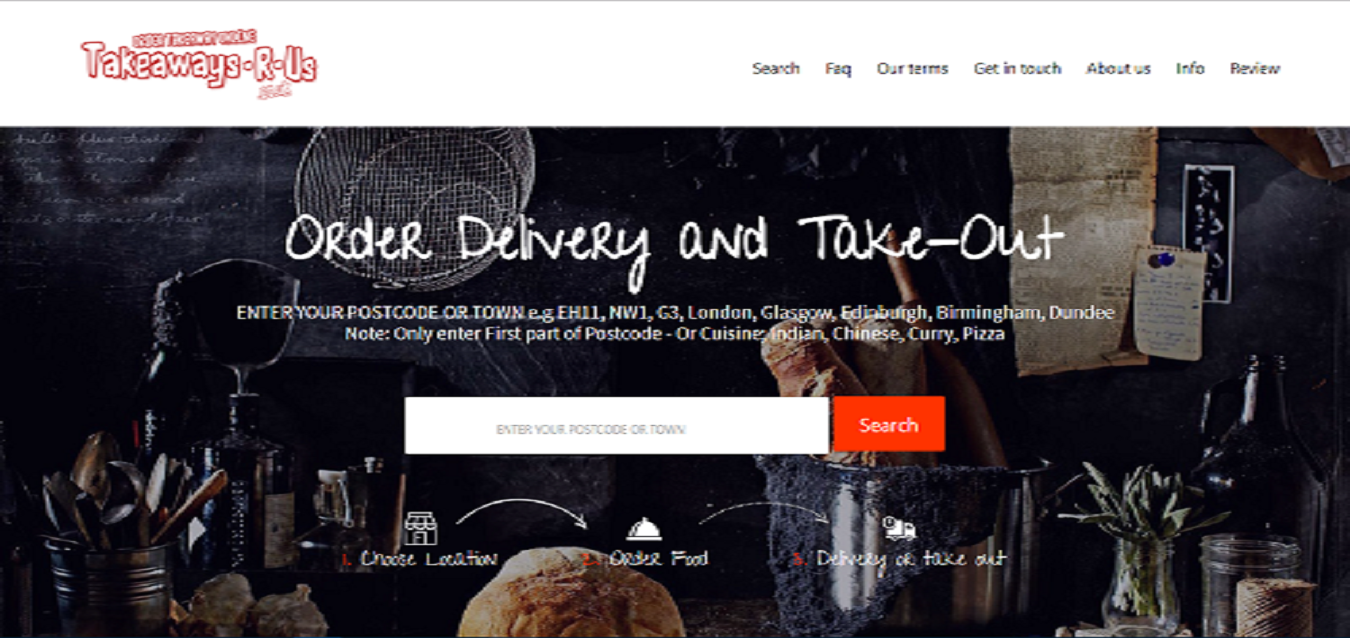 ORDER TAKEAWAY ONLINE
Takeaways-R-Us
Search Faq Our terms Get in touch About us Info Review
Order Delivery and Take-Out
ENTER YOUR POSTCODE OR TOWN e.g EH11, NW1, G3, London, Glasgow, Edinburgh, Birmingham, Dundee
Note: Only enter First part of Postcode - Or Cuisine; Indian, Chinese, Curry, Pizza
ENTER YOUR POSTCODE OR TOWN
Search
1. Choose Location 2. Order Food 3. Delivery or take out